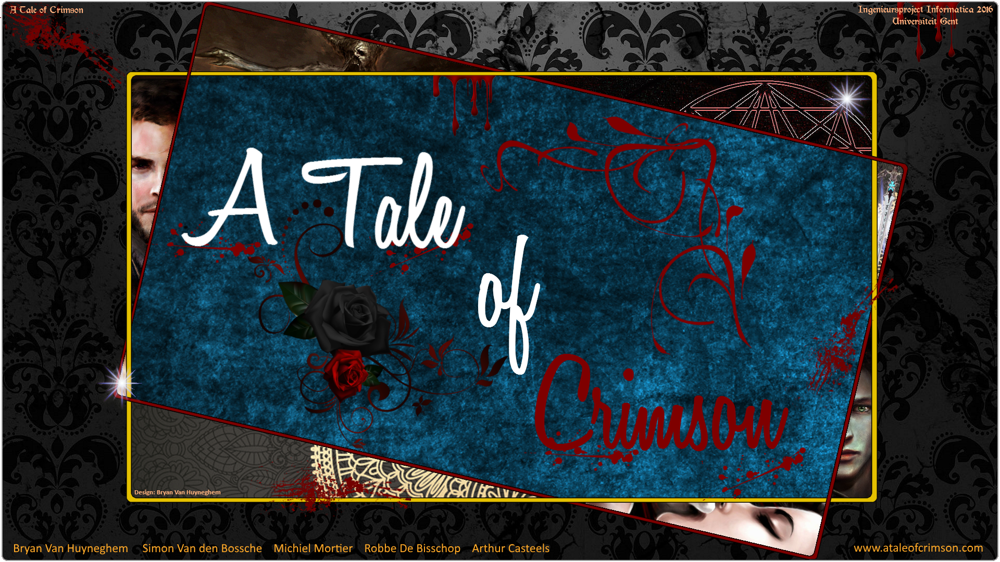 A Tale of Crimson
Ingenieursproject Informatica 2016
Universiteit Gent
A Tale
of
Crimson
Design: Bryan Van Huyneghem
Bryan Van Huyneghem Simon Van den Bossche Michiel Mortier Robbe De Bisschop Arthur Casteels
www.ataleofcrimson.com